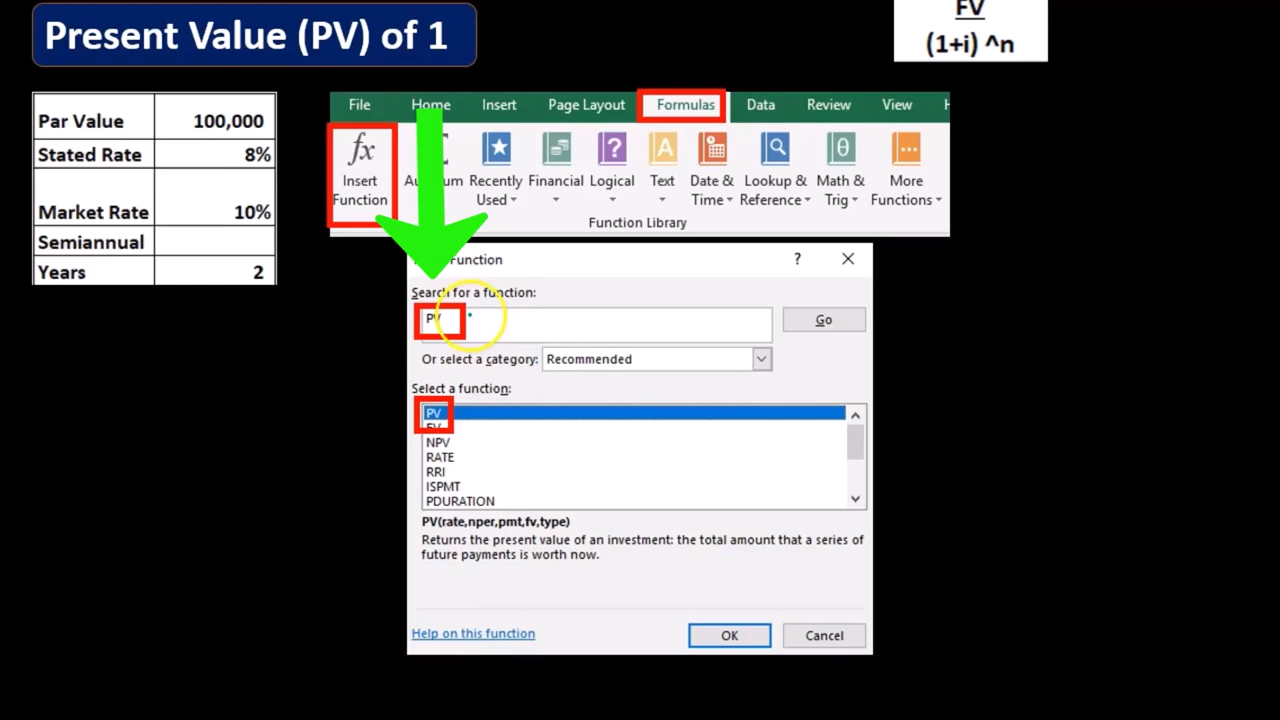 Present Value (PV) of 1
FV
(1+i) ^n
Par Value 100,000
Stated Rate 8%
Market Rate 10%
Semiannual
Years 2
File Home Insert Page Layout Formulas Data Review View
fx
Insert Function
Recently Used
Financial
Logical
Text
Date & Time
Lookup & Reference
Math & Trig
More Functions
Function Library
Function ?
Search for a function:
PV
Go
Or select a category: Recommended
Select a function:
PV
FV
NPV
RATE
RRI
ISPMT
PDURATION
PV(rate,nper,pmt,fv,type)
Returns the present value of an investment: the total amount that a series of
future payments is worth now.
Help on this function
OK Cancel